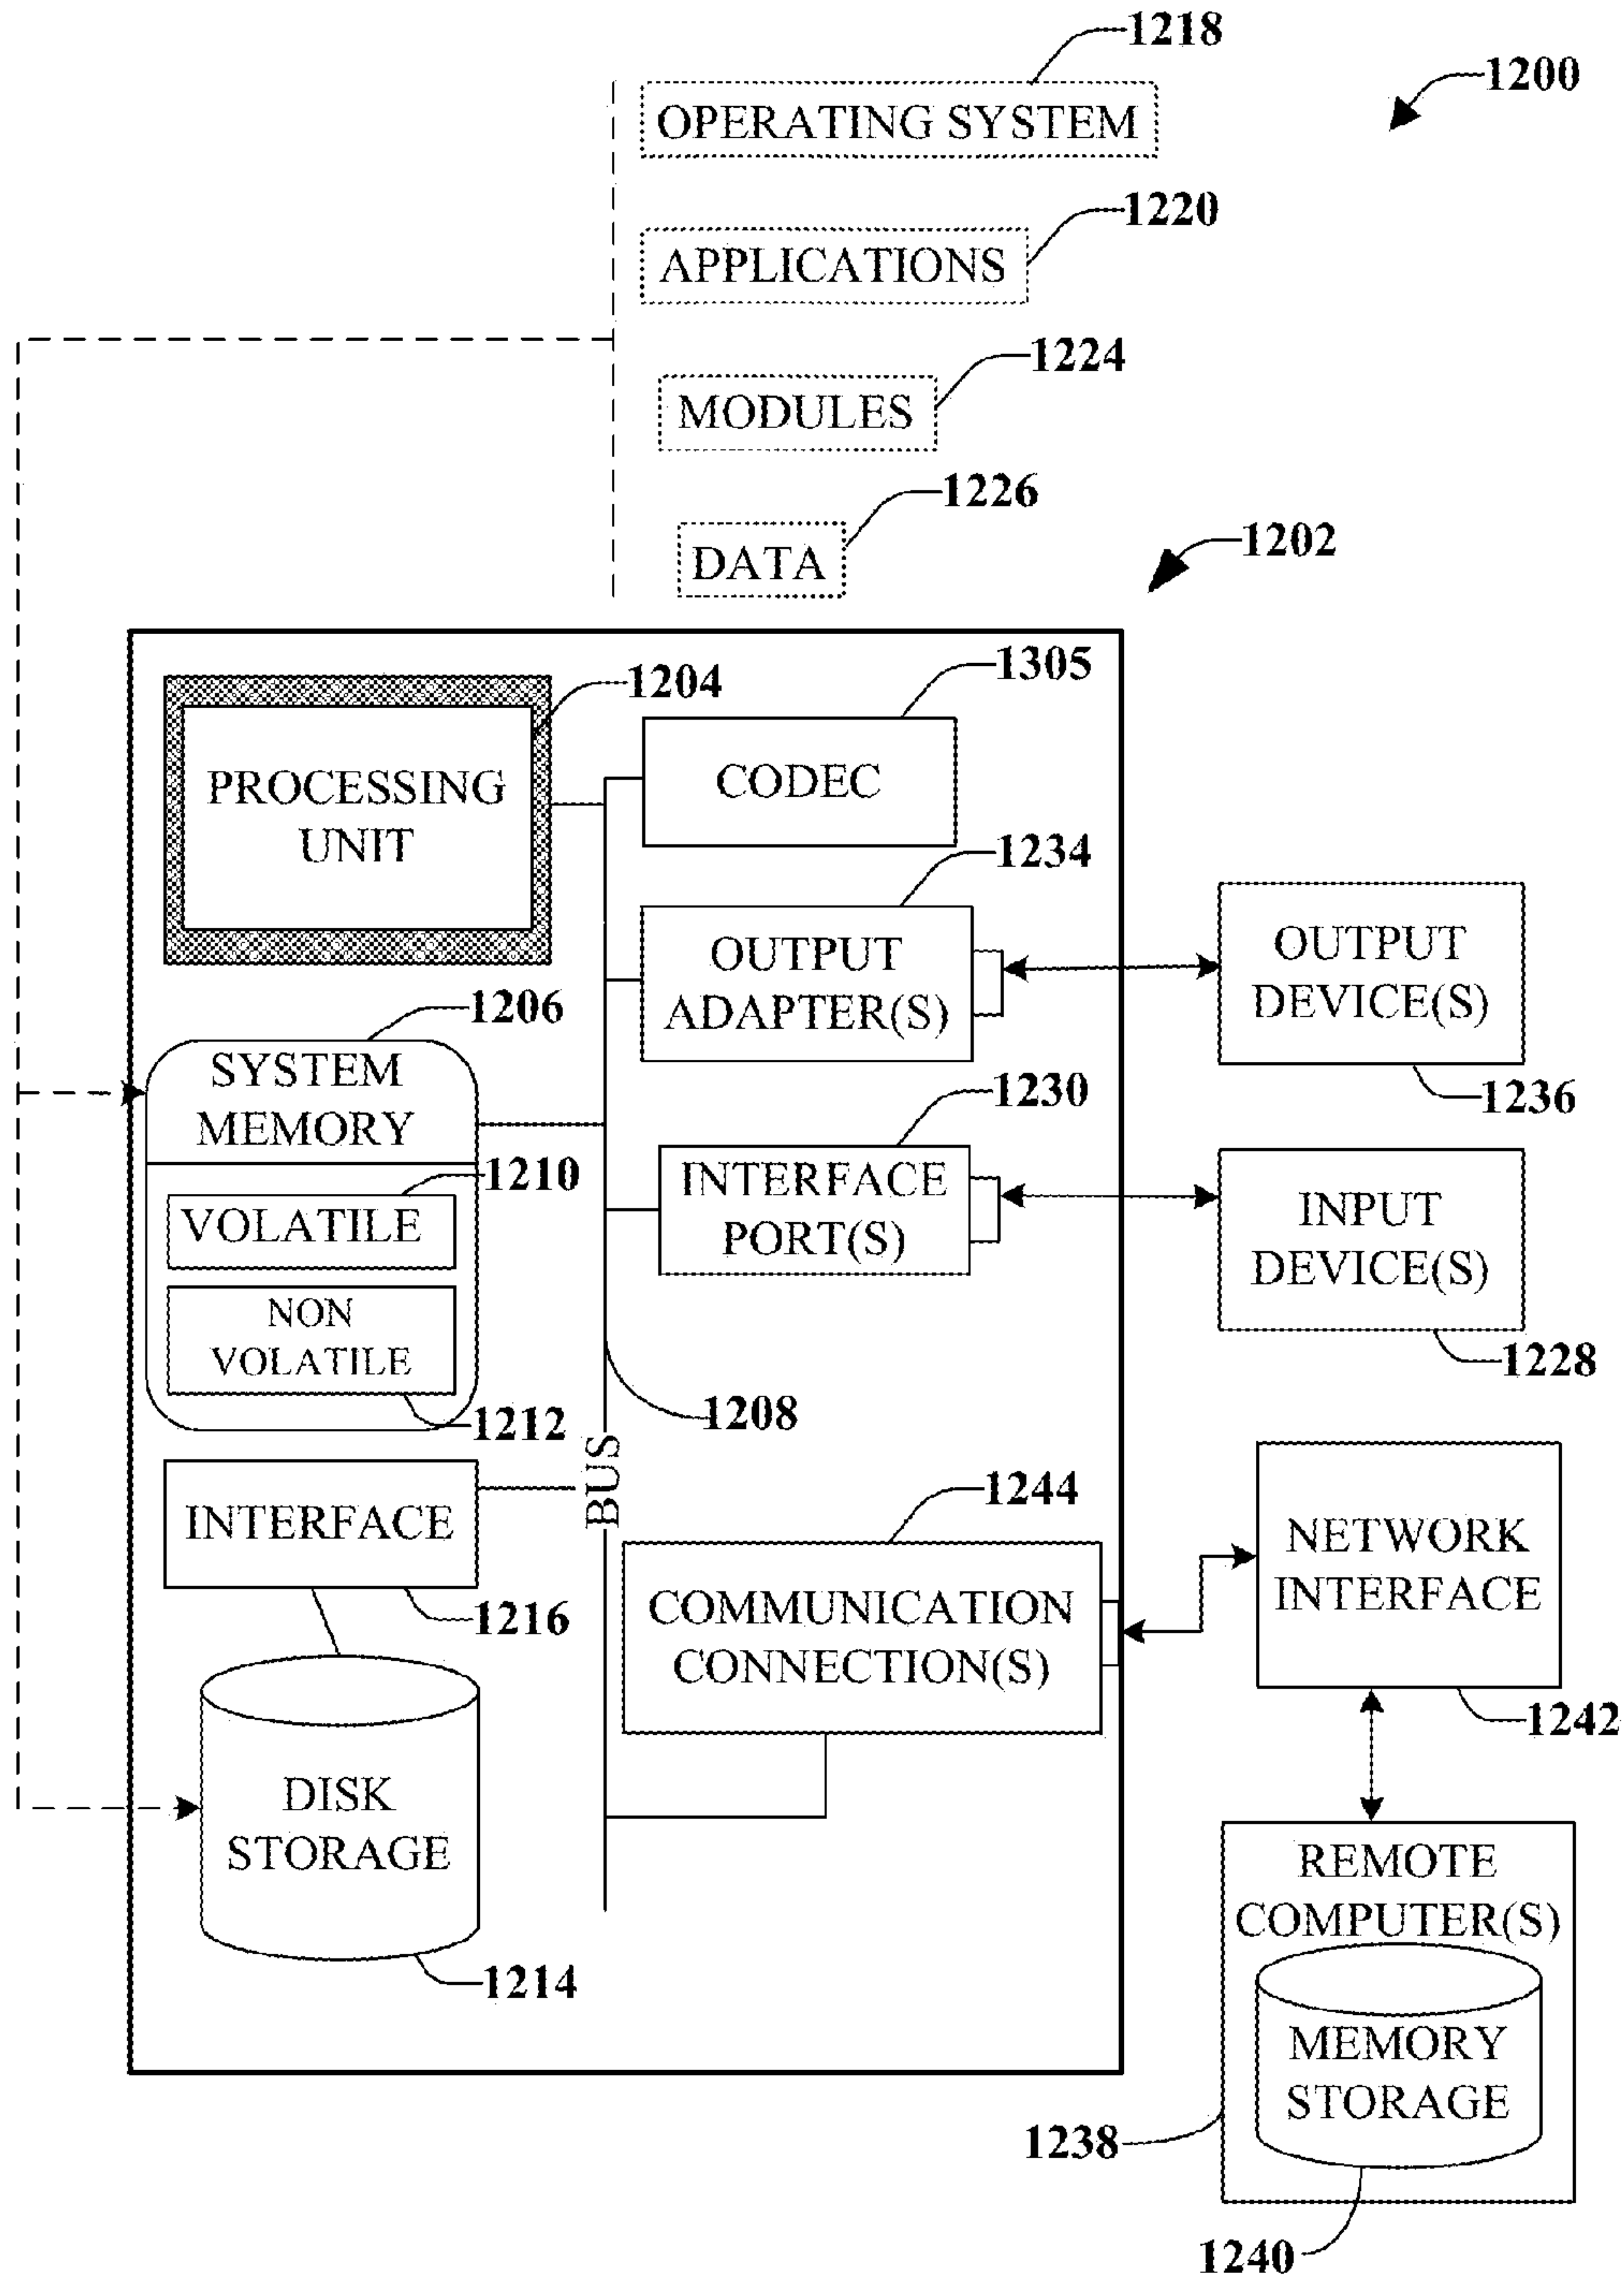 1218
1200
OPERATING SYSTEM
1220
APPLICATIONS
1224
MODULES
1226
DATA
1202
1305
1204
CODEC
PROCESSING
UNIT
1234
OUTPUT
ADAPTER(S)
OUTPUT
DEVICE(S)
1236
1206
SYSTEM
MEMORY
1210
VOLATILE
NON
VOLATILE
1212
1230
INTERFACE
PORT(S)
INPUT
DEVICE(S)
1228
1208
BUS
INTERFACE
1216
1244
COMMUNICATION
CONNECTION(S)
NETWORK
INTERFACE
1242
DISK
STORAGE
1214
REMOTE
COMPUTER(S)
MEMORY
STORAGE
1238
1240